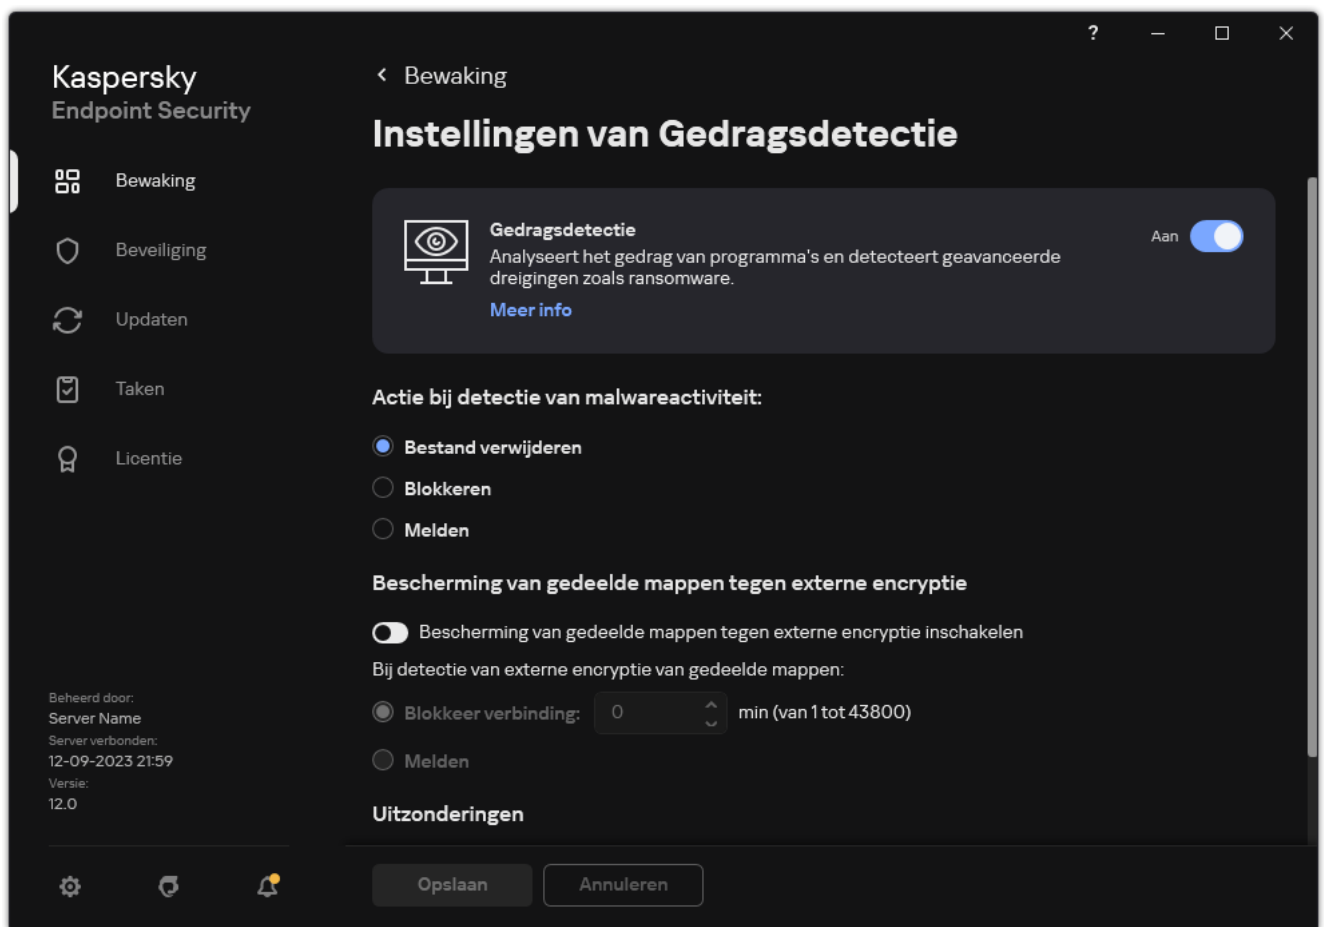 ?
Kaspersky
Endpoint Security
Bewaking
Beveiliging
Updaten
Taken
Licentie
Beheerd door:
Server Name
Server verbonden:
12-09-2023 21:59
Versie:
12.0
Bewaking
Instellingen van Gedragsdetectie
Gedragsdetectie
Analyseert het gedrag van programma's en detecteert geavanceerde
dreigingen zoals ransomware.
Meer info
Aan
Actie bij detectie van malwareactiviteit:
Bestand verwijderen
Blokkeren
Melden
Bescherming van gedeelde mappen tegen externe encryptie
Bescherming van gedeelde mappen tegen externe encryptie inschakelen
Bij detectie van externe encryptie van gedeelde mappen:
Blokkeer verbinding: 0 min (van 1 tot 43800)
Melden
Uitzonderingen
Opslaan Annuleren